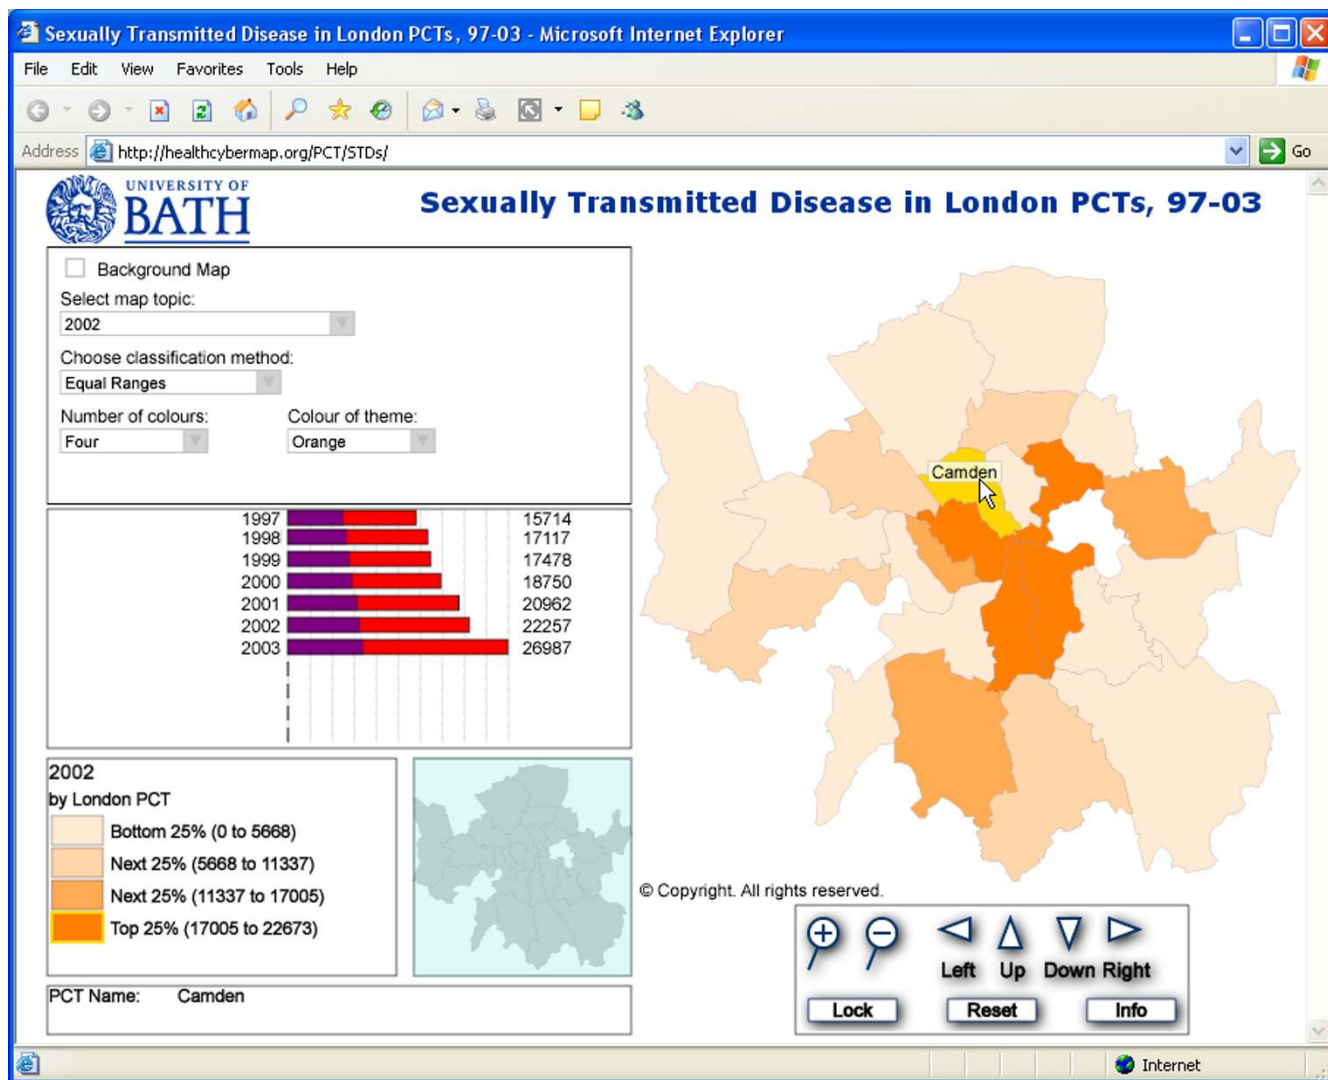 Sexually Transmitted Disease in London PCTs, 97-03 - Microsoft Internet Explorer
File Edit View Favorites Tools Help
Address http://healthcybermap.org/PCT/STDs/ Go
UNIVERSITY OF
BATH
Sexually Transmitted Disease in London PCTs, 97-03
Background Map
Select map topic:
2002
Choose classification method:
Equal Ranges
Number of colours: Colour of theme:
Four Orange
Camden
1997 15714
1998 17117
1999 17478
2000 18750
2001 20962
2002 22257
2003 26987
2002
by London PCT
Bottom 25% (0 to 5668)
Next 25% (5668 to 11337)
Next 25% (11337 to 17005)
Top 25% (17005 to 22673)
PCT Name: Camden
© Copyright. All rights reserved.
Left Up Down Right
Lock Reset Info
Internet